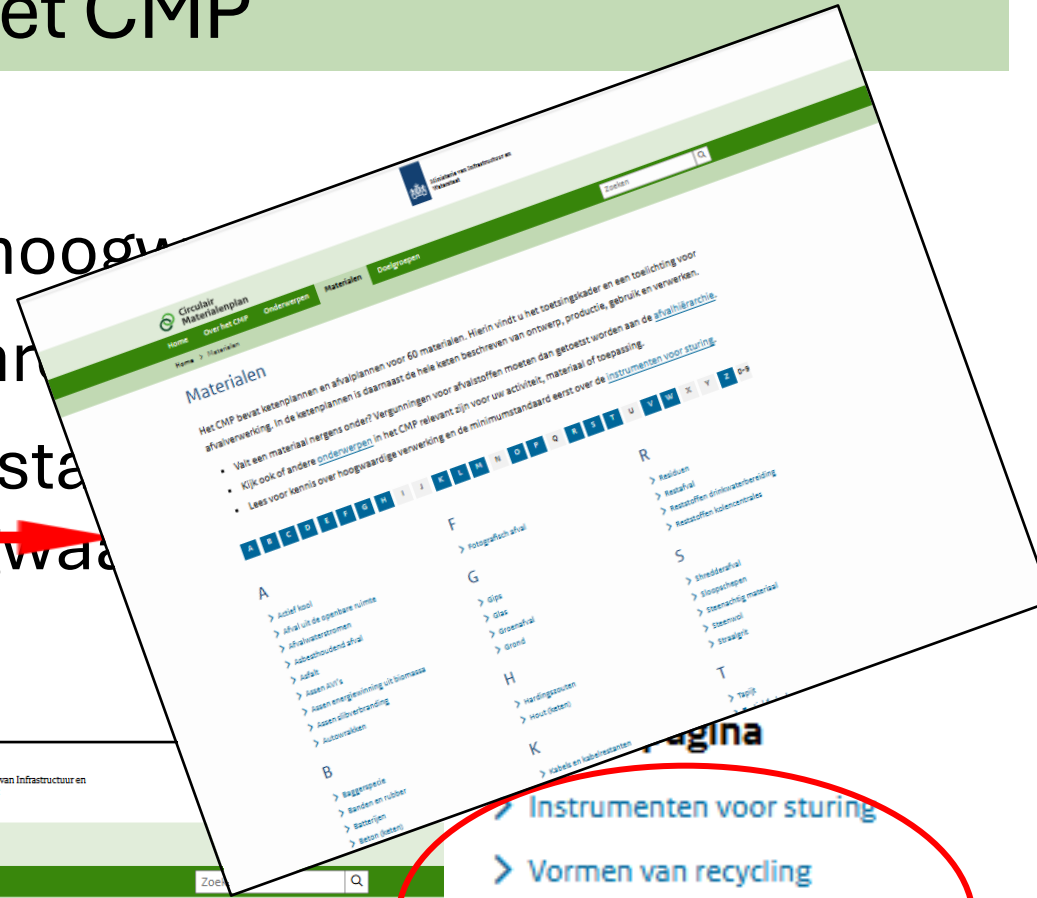 et CMP
Ministerie van Infrastructuur en
Waterstaat
Zoeken
Circulair
Materialenplan
Home Over het CMP Onderwerpen Materialen Doelgroepen
Home > Materialen
Materialen
Het CMP bevat ketenplannen en afvalplannen voor 60 materialen. Hierin vindt u het toetsingskader en een toelichting voor
afvalverwerking. In de ketenplannen is daarnaast de hele keten beschreven van ontwerp, productie, gebruik en verwerken.
• Valt een materiaal nergens onder? Vergunningen voor afvalstoffen moeten dan getoetst worden aan de afvalhiërarchie.
• Kijk ook of andere onderwerpen in het CMP relevant zijn voor uw activiteit, materiaal of toepassing.
• Lees voor kennis over hoogwaardige verwerking en de minimumstandaard eerst over de instrumenten voor sturing.
A B C D E F G H I J K L M N O P Q R S T U V W X Y Z 0-9
A
> Actief kool
> Afval uit de openbare ruimte
> Afvalwaterstromen
> Asbesthoudend afval
> Asfalt
> Assen AVI's
> Assen energiewinning uit biomassa
> Assen slibverbranding
> Autowrakken
B
> Baggerspecie
> Banden en rubber
> Batterijen
> Beton (keten)
F
> Fotografisch afval
G
> Gips
> Glas
> Groenafval
> Grond
H
> Hardingszouten
> Hout (keten)
K
> Kabels en kabelrestanten
R
> Residuen
> Restafval
> Reststoffen drinkwaterbereiding
> Reststoffen kolencentrales
S
> Shredderafval
> Sloopschepen
> Steenachtig materiaal
> Steenwol
> Straalgrit
T
> Tapijt
hoogw
sta
waa
van Infrastructuur en
Zoek
pagina
> Instrumenten voor sturing
> Vormen van recycling